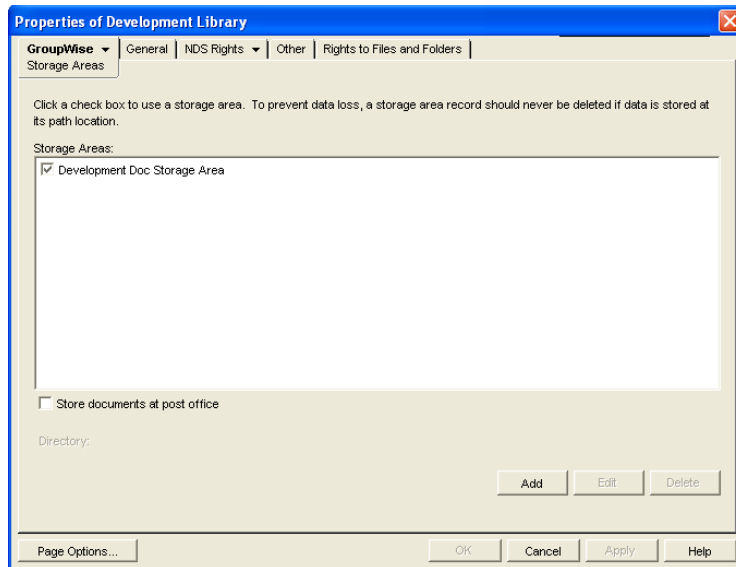 Properties of Development Library
GroupWise General NDS Rights Other Rights to Files and Folders
Storage Areas
Click a check box to use a storage area. To prevent data loss, a storage area record should never be deleted if data is stored at
its path location.
Storage Areas:
Development Doc Storage Area
Store documents at post office
Directory:
Add Edit Delete
Page Options... OK Cancel Apply Help